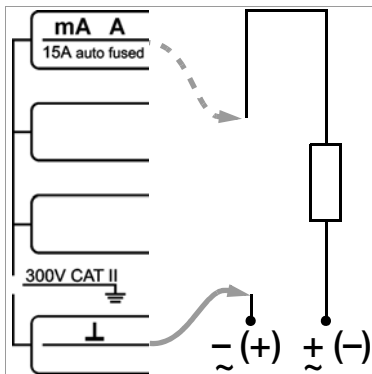 mA A
15A auto fused
300V CAT II
⊥
− (+) + (−)
~ ~